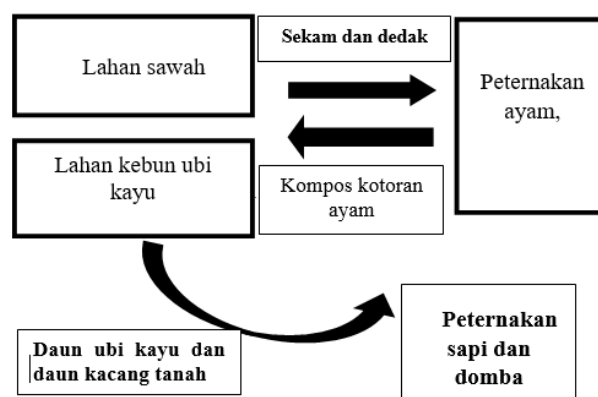 Lahan sawah
Sekam dan dedak
Peternakan
ayam,
Lahan kebun ubi
kayu
Kompos kotoran
ayam
Daun ubi kayu dan
daun kacang tanah
Peternakan
sapi dan
domba